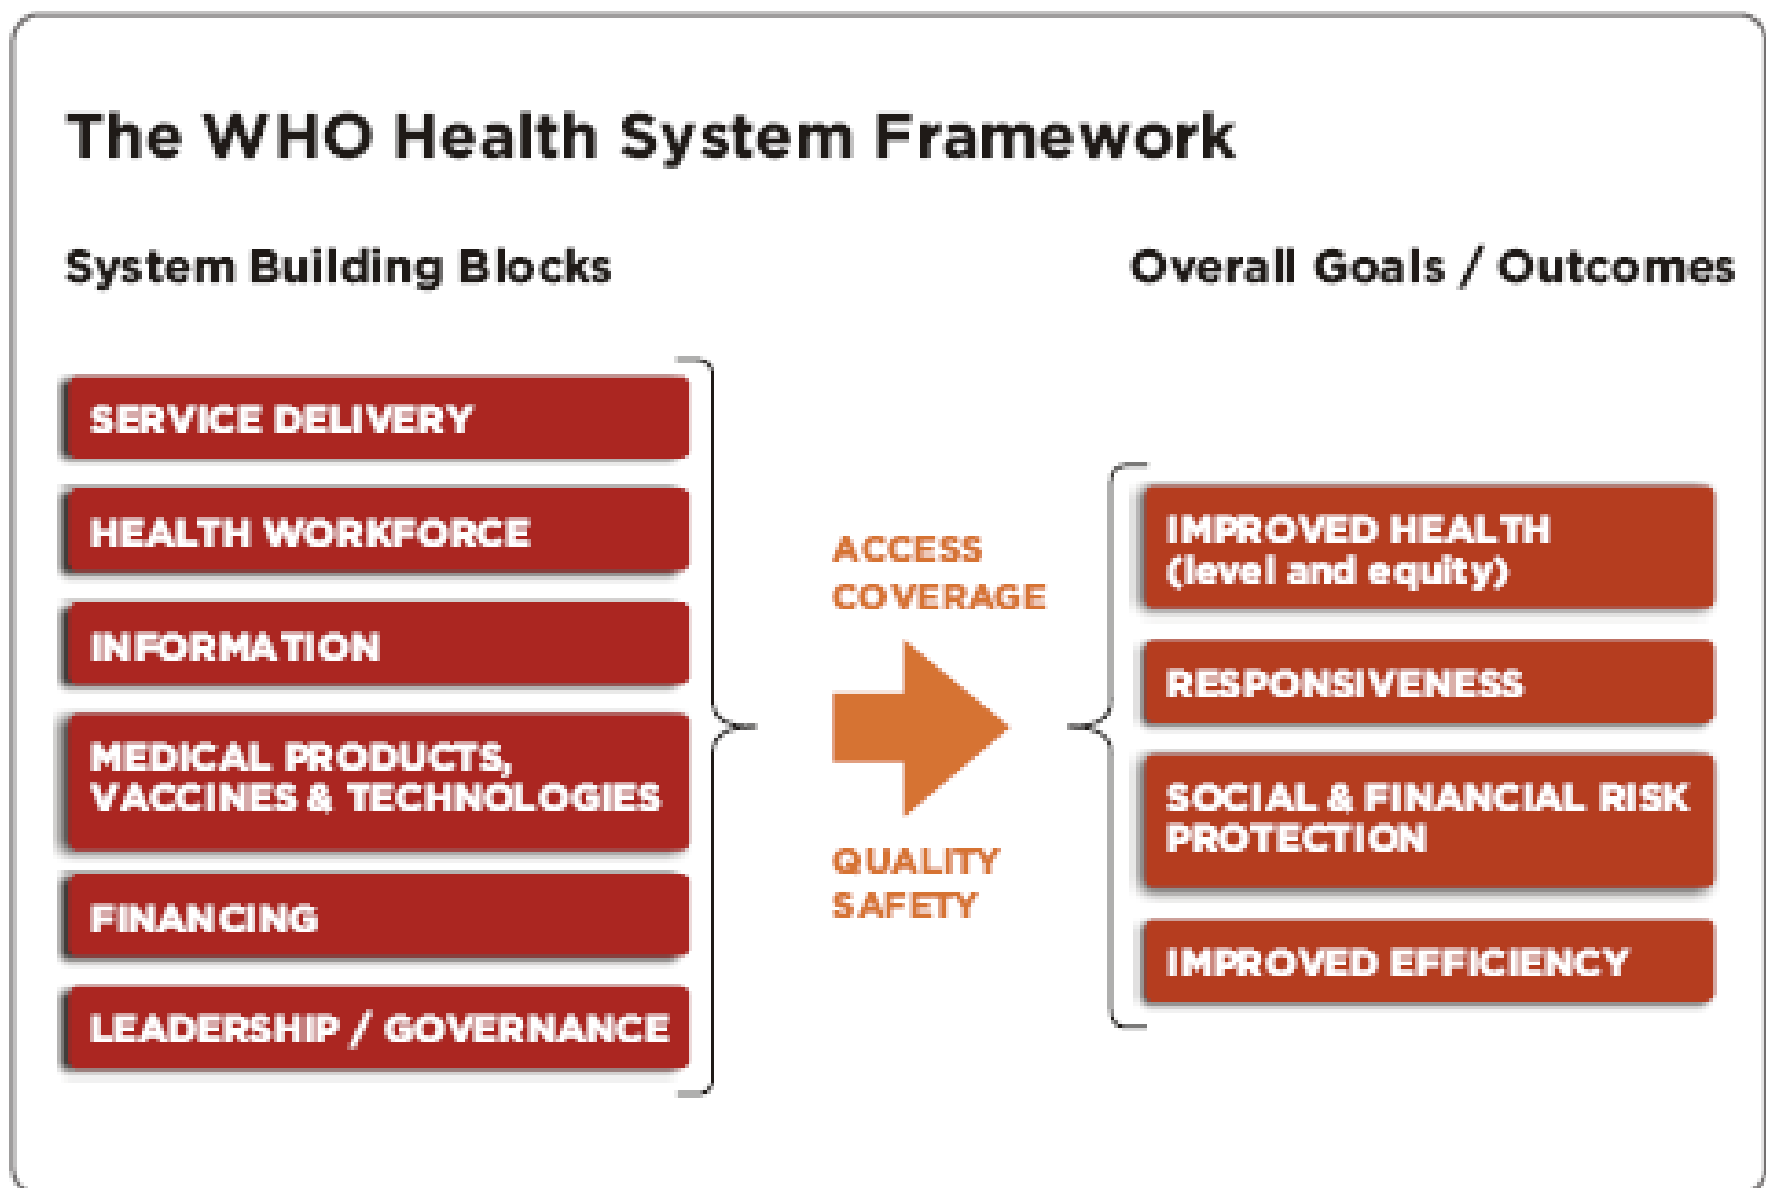 The WHO Health System Framework
System Building Blocks
SERVICE DELIVERY
HEALTH WORKFORCE
INFORMATION
MEDICAL PRODUCTS,
VACCINES & TECHNOLOGIES
FINANCING
LEADERSHIP / GOVERNANCE
ACCESS
COVERAGE
QUALITY
SAFETY
Overall Goals / Outcomes
IMPROVED HEALTH
(level and equity)
RESPONSIVENESS
SOCIAL & FINANCIAL RISK
PROTECTION
IMPROVED EFFICIENCY